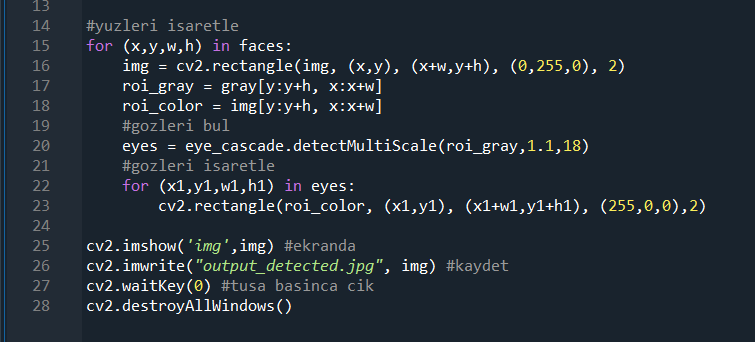 13
14 #yuzleri isaretle
15 for (x,y,w,h) in faces:
16     img = cv2.rectangle(img, (x,y), (x+w,y+h), (0,255,0), 2)
17     roi_gray = gray[y:y+h, x:x+w]
18     roi_color = img[y:y+h, x:x+w]
19     #gozleri bul
20     eyes = eye_cascade.detectMultiScale(roi_gray,1.1,18)
21     #gozleri isaretle
22     for (x1,y1,w1,h1) in eyes:
23         cv2.rectangle(roi_color, (x1,y1), (x1+w1,y1+h1), (255,0,0),2)
24
25 cv2.imshow('img',img) #ekranda
26 cv2.imwrite("output_detected.jpg", img) #kaydet
27 cv2.waitKey(0) #tusa basinca cik
28 cv2.destroyAllWindows()